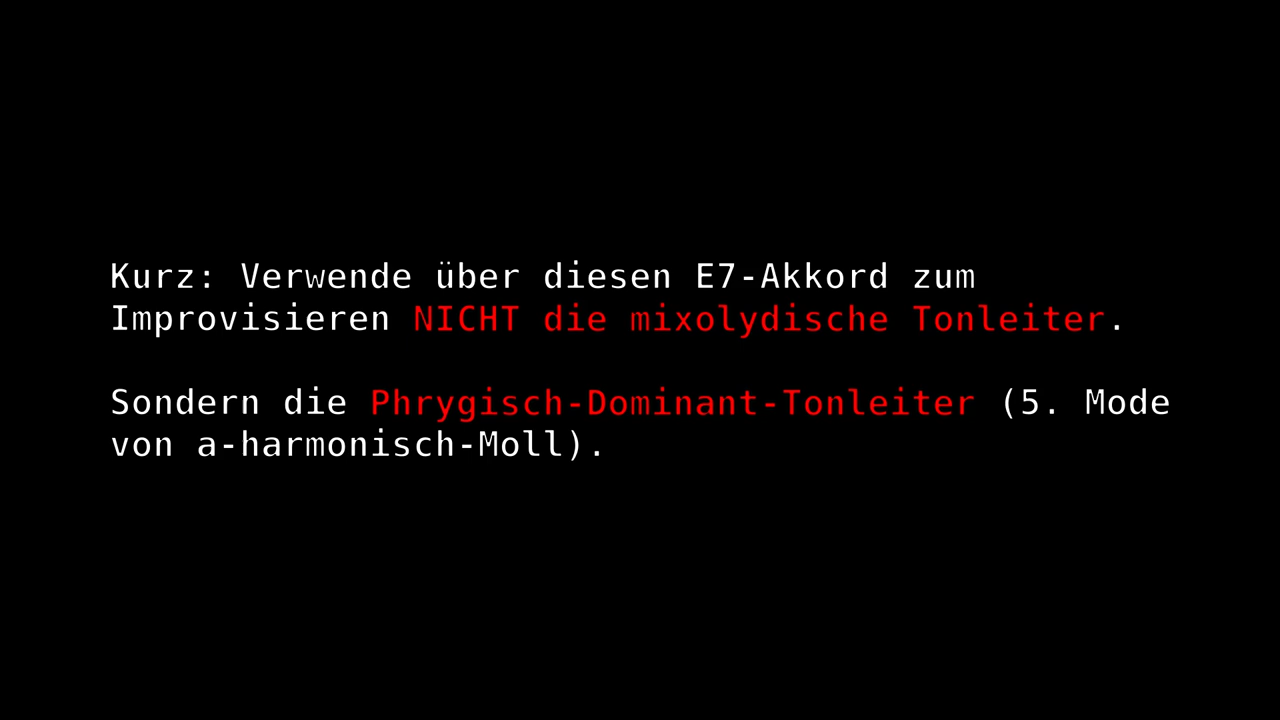 Kurz: Verwende über diesen E7-Akkord zum
Improvisieren NICHT die mixolydische Tonleiter.
Sondern die Phrygisch-Dominant-Tonleiter (5. Mode
von a-harmonisch-Moll).